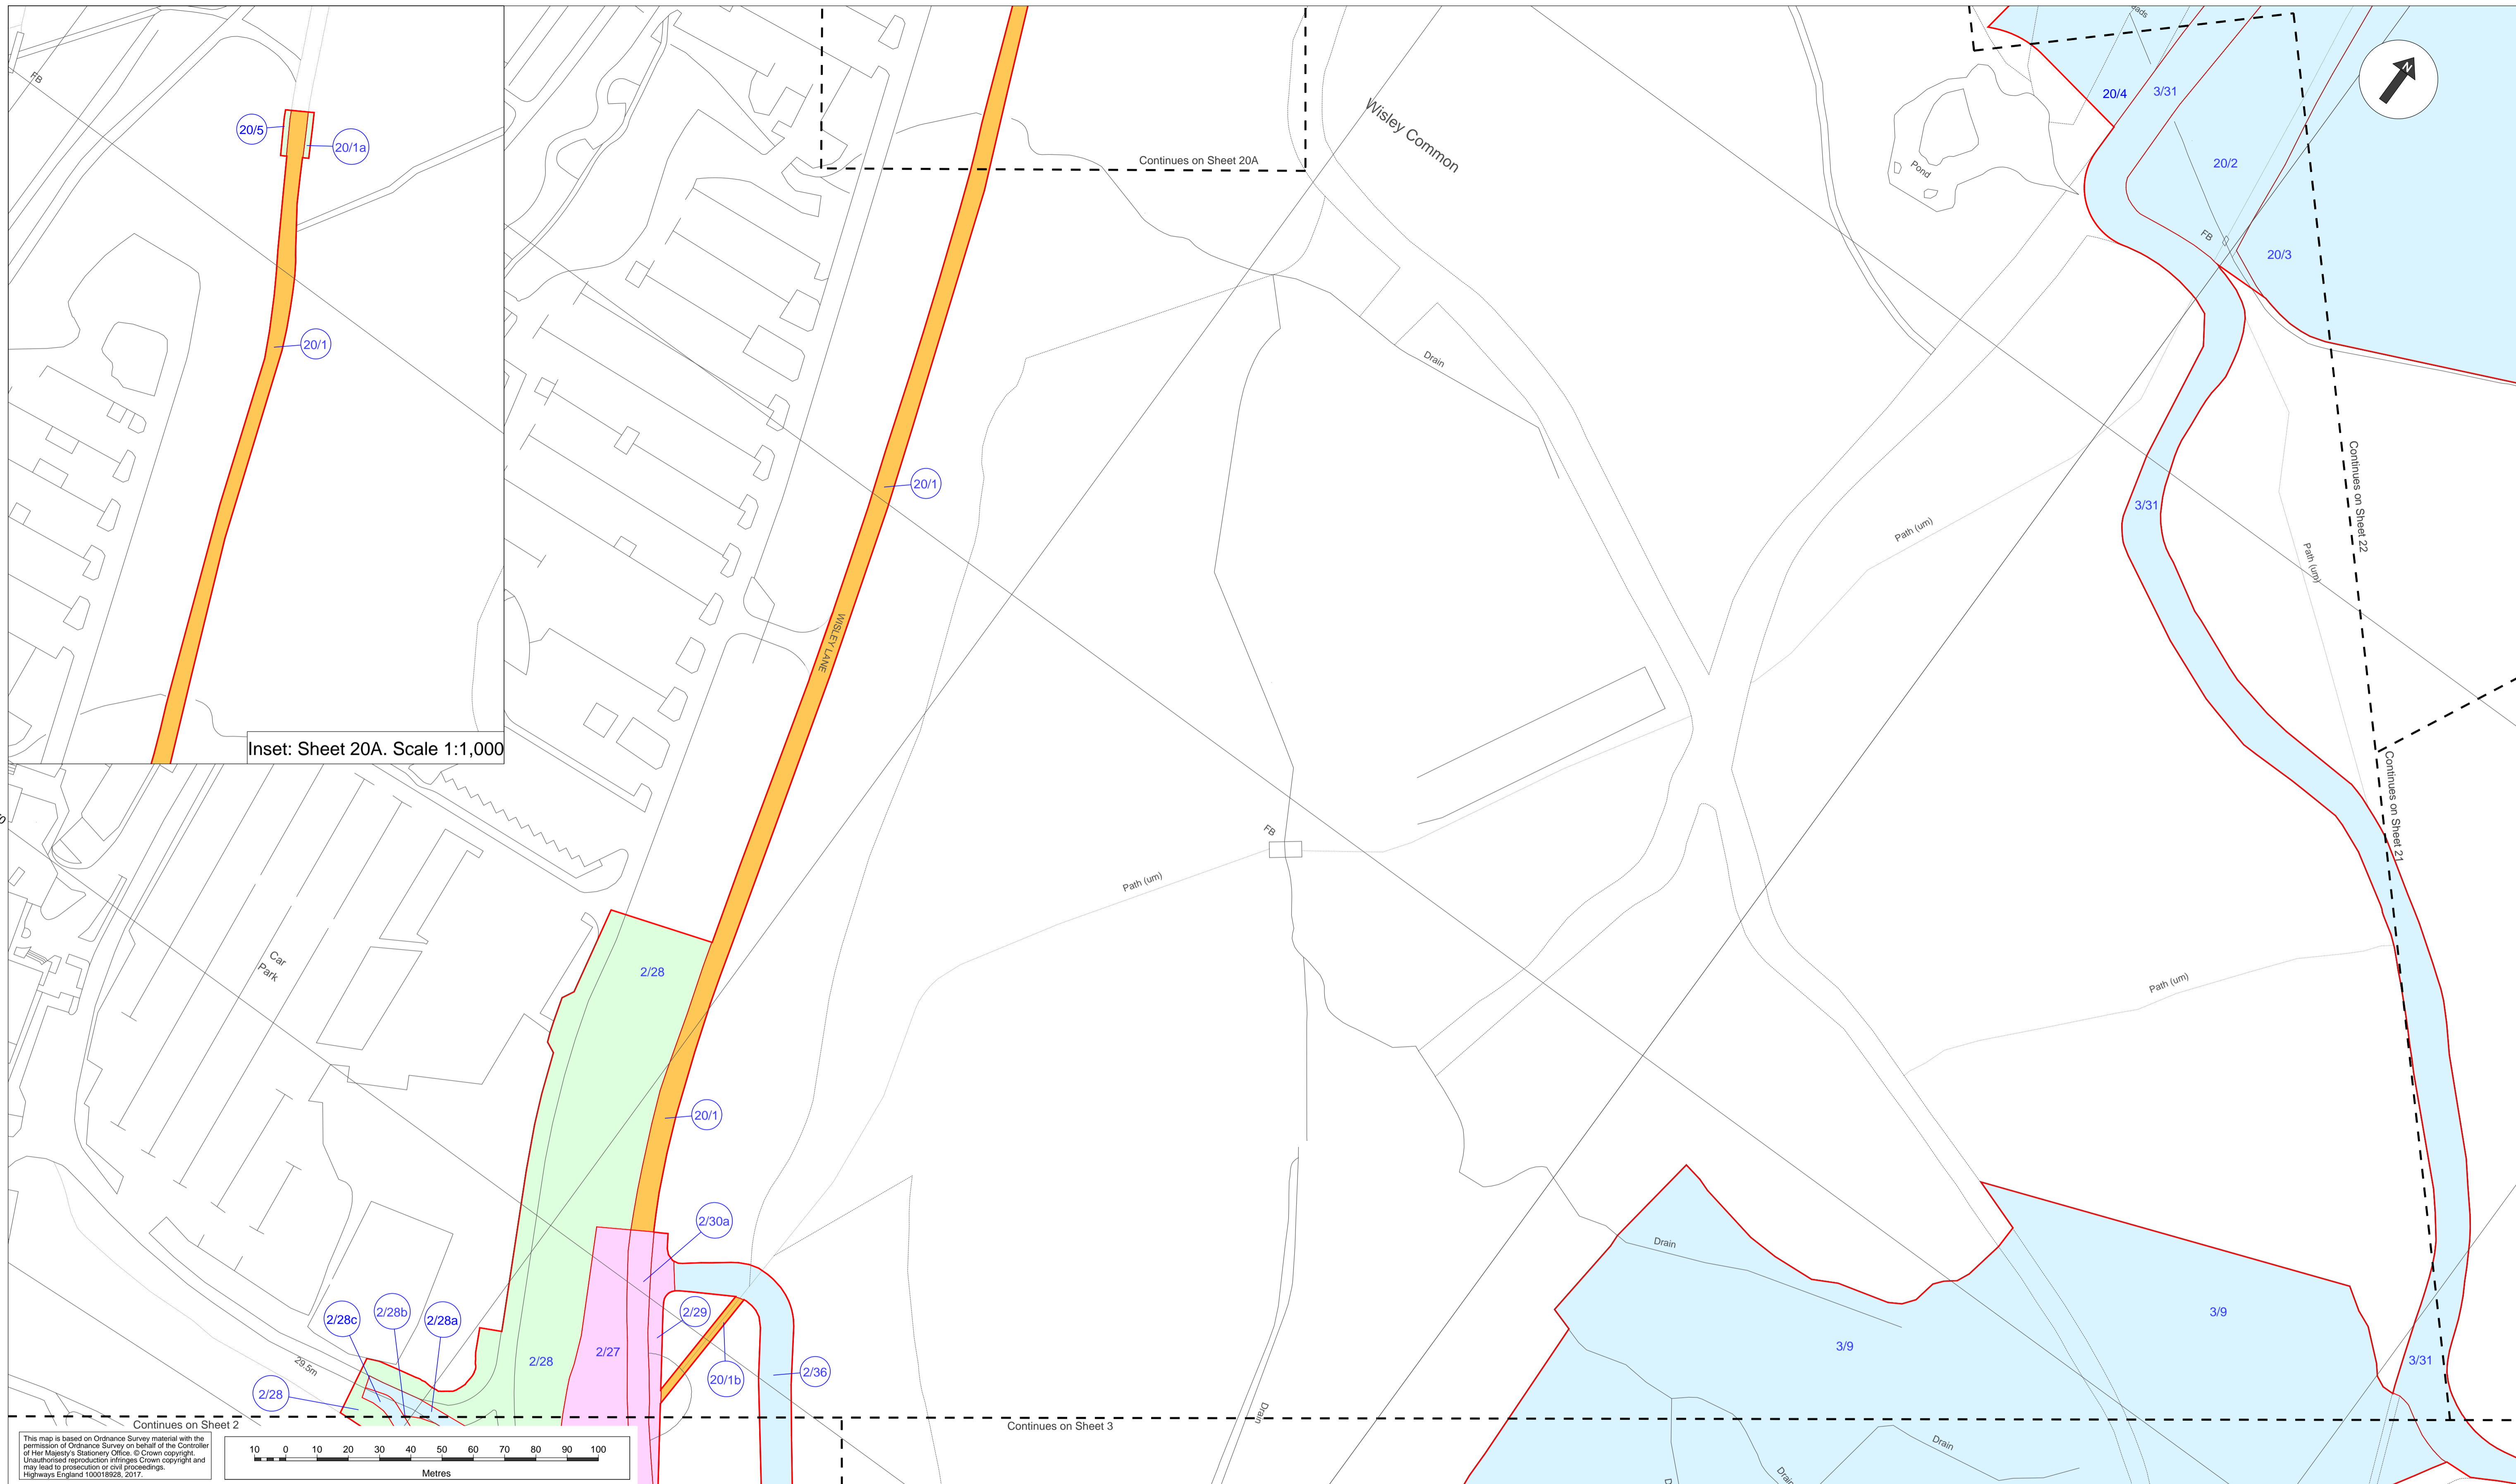 FB
20/5
20/1a
20/1
Inset: Sheet 20A. Scale 1:1,000
Continues on Sheet 20A
Wisley Common
Pond
20/4
3/31
N
20/2
FB
20/3
Drain
20/1
WISLEY LANE
3/31
Path (um)
Continues on Sheet 22
Path (um)
Continues on Sheet 21
FB
Path (um)
Car
Park
2/28
Path (um)
20/1
2/30a
Drain
2/28c
2/28b
2/28a
2/29
3/9
3/9
3/31
2/28
2/27
20/1b
2/36
29.5m
2/28
Drain
Continues on Sheet 2
Continues on Sheet 3
Drain
Drain
This map is based on Ordnance Survey material with the
permission of Ordnance Survey on behalf of the Controller
of Her Majesty's Stationery Office. © Crown copyright.
Unauthorised reproduction infringes Crown copyright and
may lead to prosecution or civil proceedings.
Highways England 100018928, 2017.
10 0 10 20 30 40 50 60 70 80 90 100
Metres